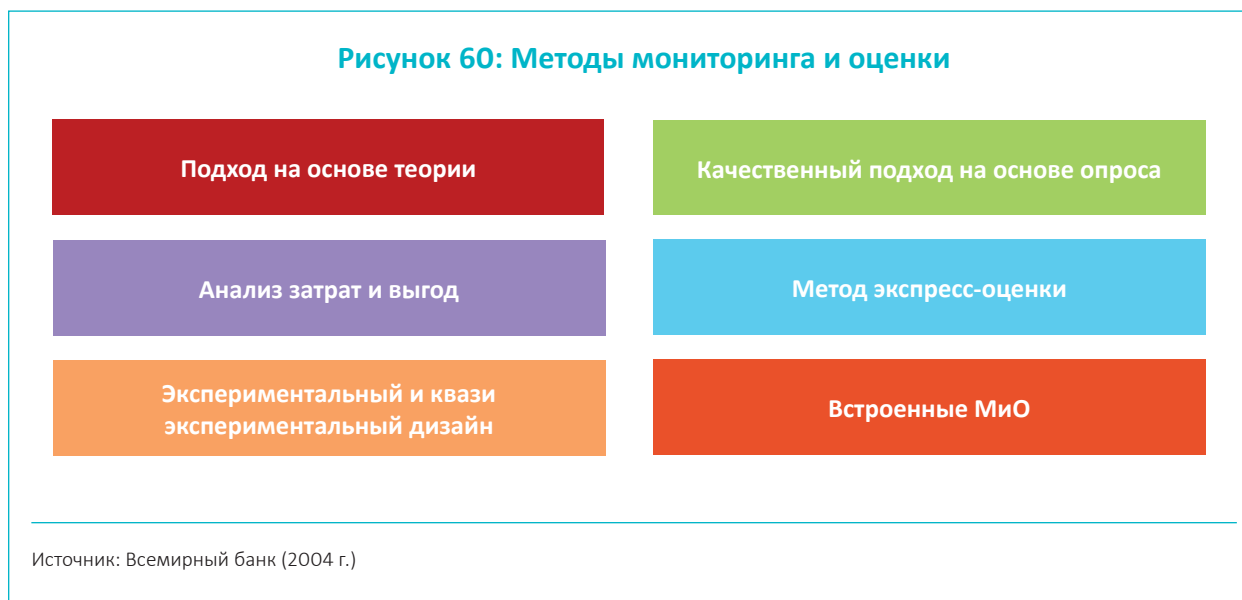 Рисунок 60: Методы мониторинга и оценки
Подход на основе теории
Качественный подход на основе опроса
Анализ затрат и выгод
Метод экспресс-оценки
Экспериментальный и квази
экспериментальный дизайн
Встроенные МиО
Источник: Всемирный банк (2004 г.)